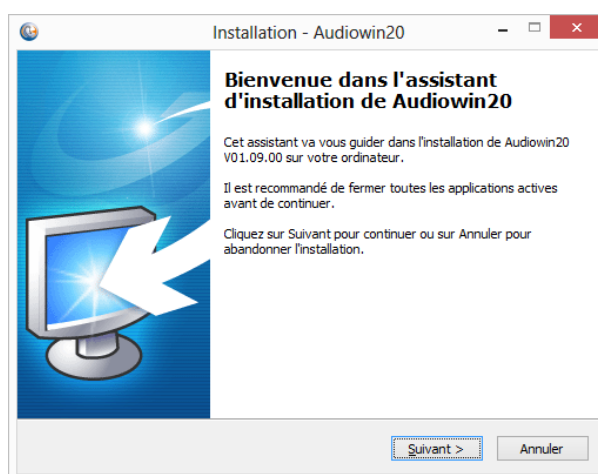 Installation - Audiowin20
Bienvenue dans l'assistant
d'installation de Audiowin20
Cet assistant va vous guider dans l'installation de Audiowin20
V01.09.00 sur votre ordinateur.
Il est recommandé de fermer toutes les applications actives
avant de continuer.
Cliquez sur Suivant pour continuer ou sur Annuler pour
abandonner l'installation.
Suivant >
Annuler